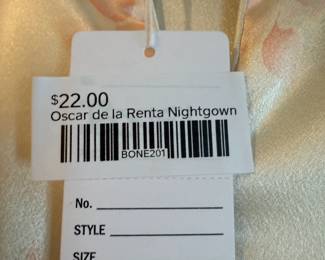 $22.00
Oscar de la Renta Nightgown
BONE201
No.
STYLE
SIZE